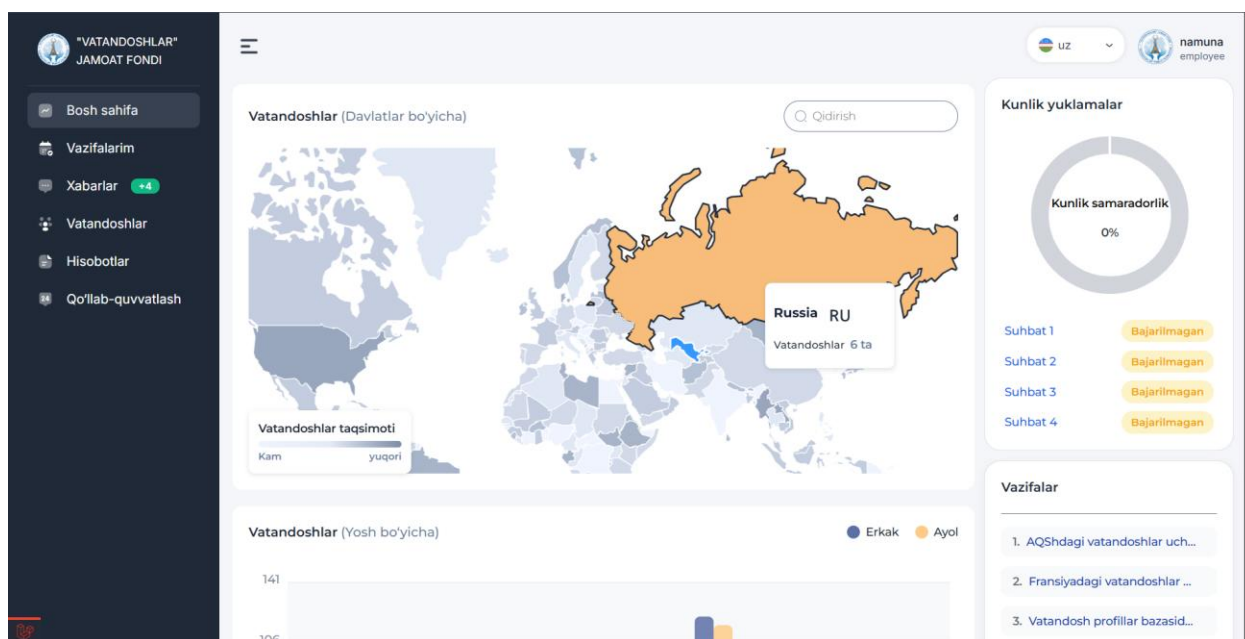 "VATANDOSHLAR"
JAMOAT FONDI
Bosh sahifa
Vazifalarim
Xabarlar +4
Vatandoshlar
Hisobotlar
Qo'llab-quvvatlash
uz
namuna
employee
Vatandoshlar (Davlatlar bo'yicha)
Qidirish
Russia RU
Vatandoshlar 6 ta
Vatandoshlar taqsimoti
Kam yuqori
Kunlik yuklamalar
Kunlik samaradorlik
0%
Suhbat 1 Bajarilmagan
Suhbat 2 Bajarilmagan
Suhbat 3 Bajarilmagan
Suhbat 4 Bajarilmagan
Vatandoshlar (Yosh bo'yicha)
Erkak Ayol
141
106
Vazifalar
1. AQShdagi vatandoshlar uch...
2. Fransiyadagi vatandoshlar ...
3. Vatandosh profillar bazasid...